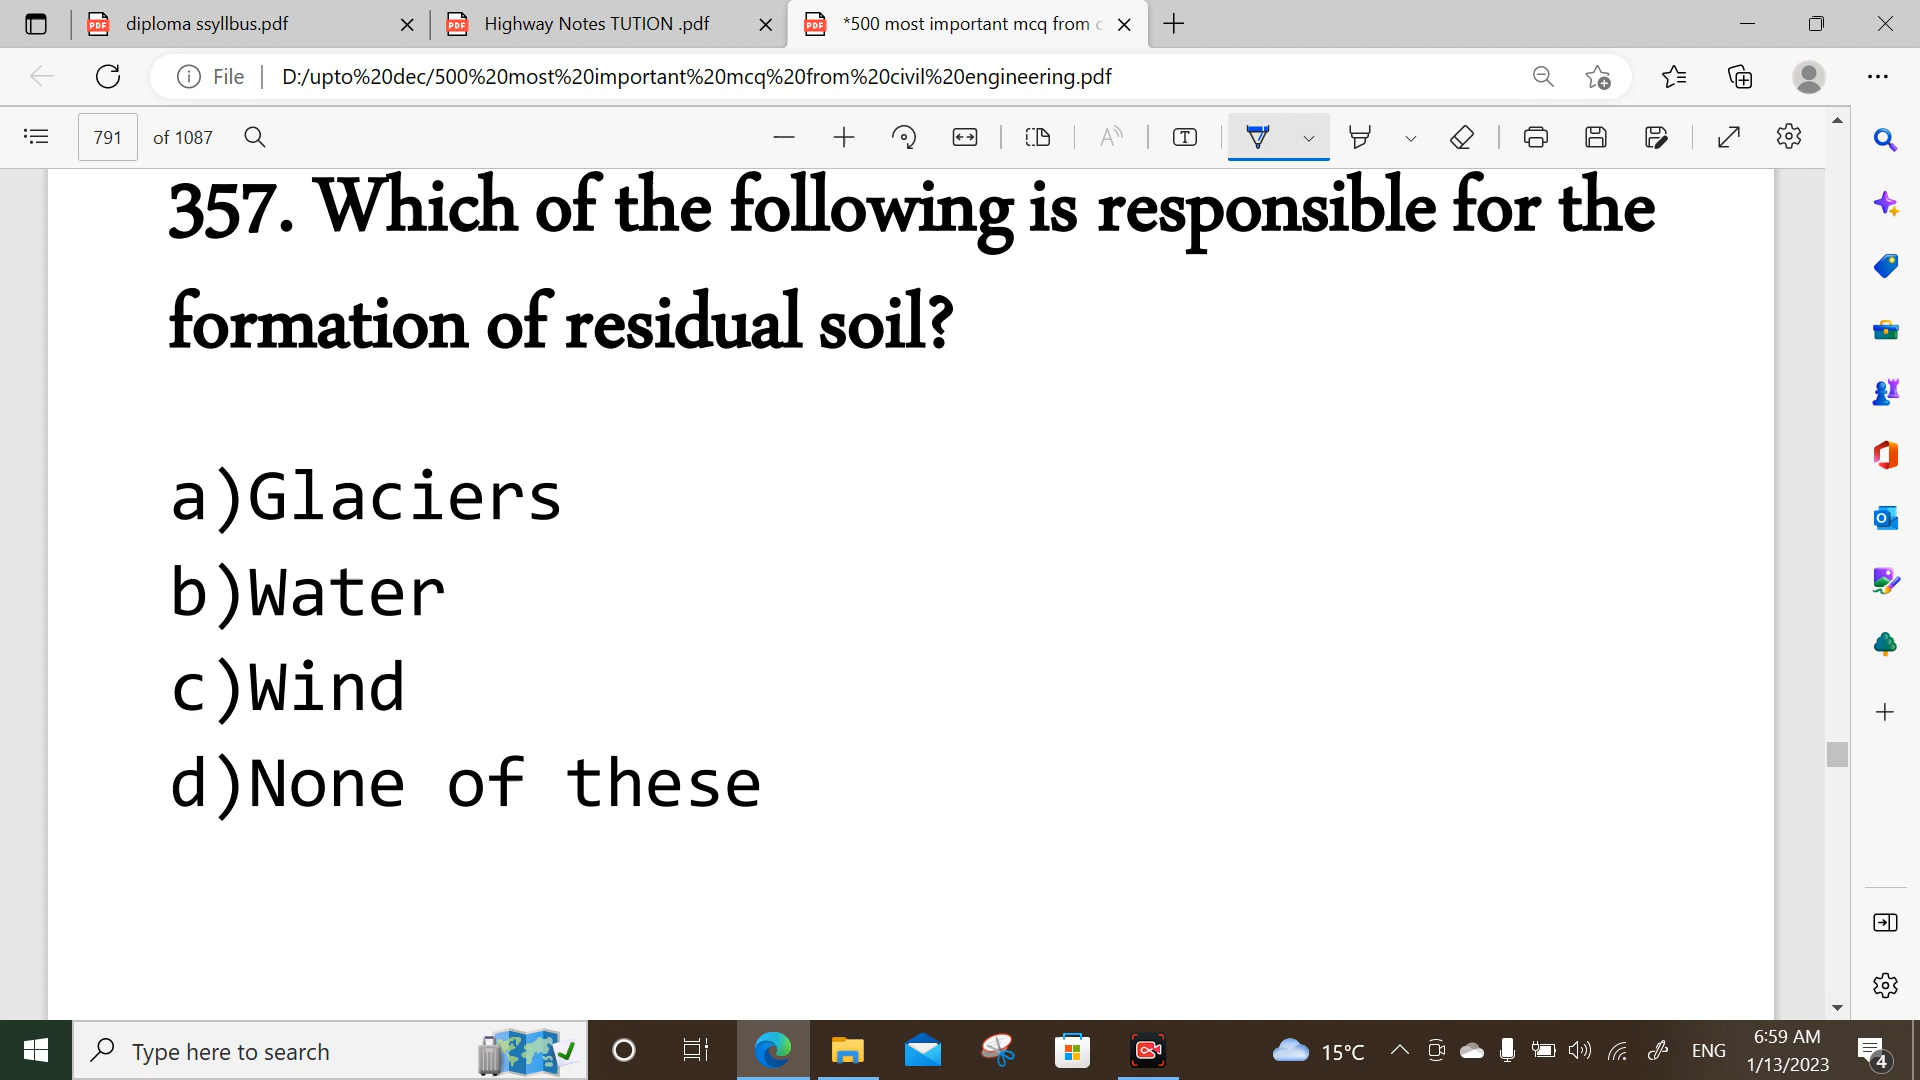 diploma ssyllbus.pdf
Highway Notes TUTION .pdf
*500 most important mcq from
File
D:/upto%20dec/500%20most%20important%20mcq%20from%20civil%20engineering.pdf
791 of 1087
357. Which of the following is responsible for the
formation of residual soil?
a)Glaciers
b)Water
c)Wind
d)None of these
Type here to search
15°C
ENG
6:59 AM
1/13/2023
4